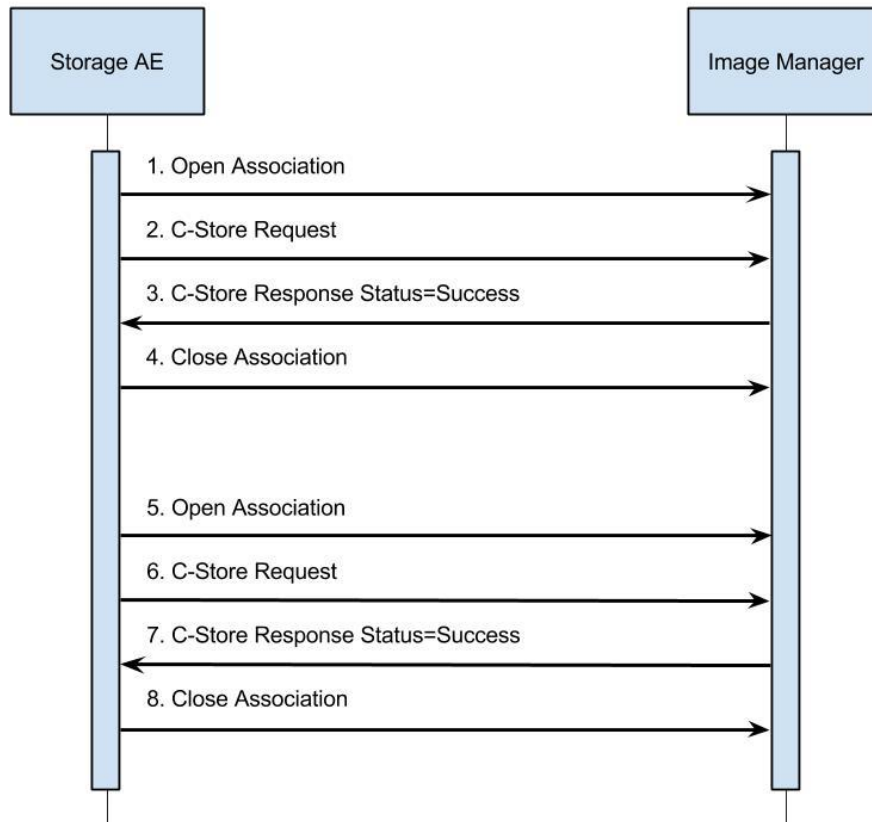 Storage AE
Image Manager
1. Open Association
2. C-Store Request
3. C-Store Response Status=Success
4. Close Association
5. Open Association
6. C-Store Request
7. C-Store Response Status=Success
8. Close Association